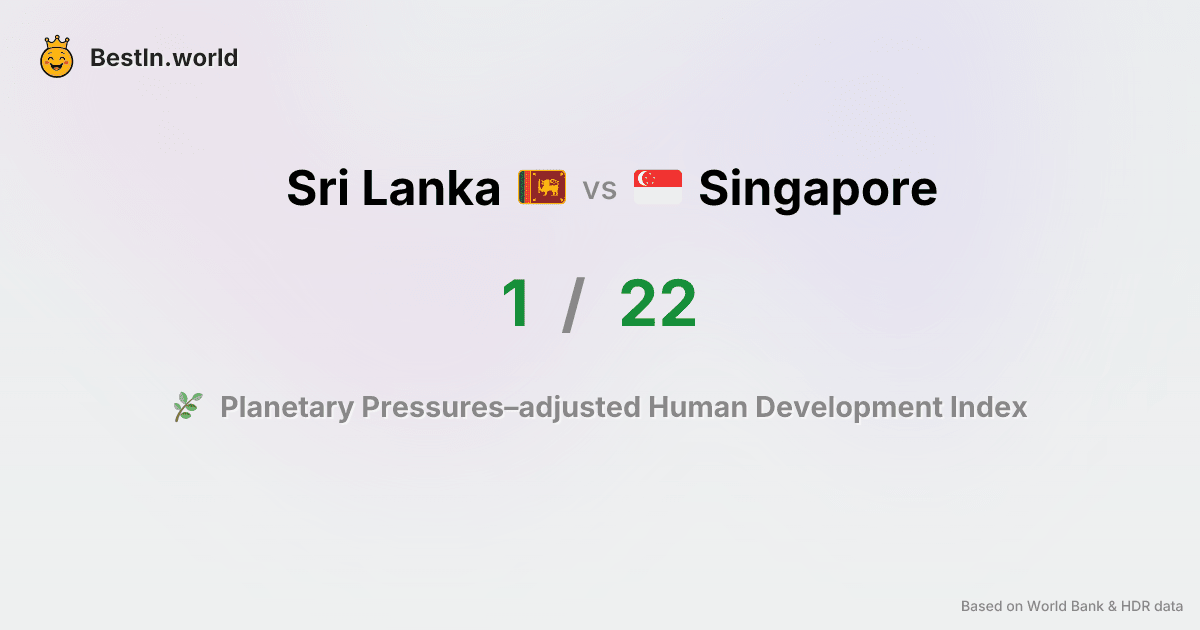 BestIn.world
Sri Lanka vs Singapore
1 / 22
Planetary Pressures–adjusted Human Development Index
Based on World Bank & HDR data